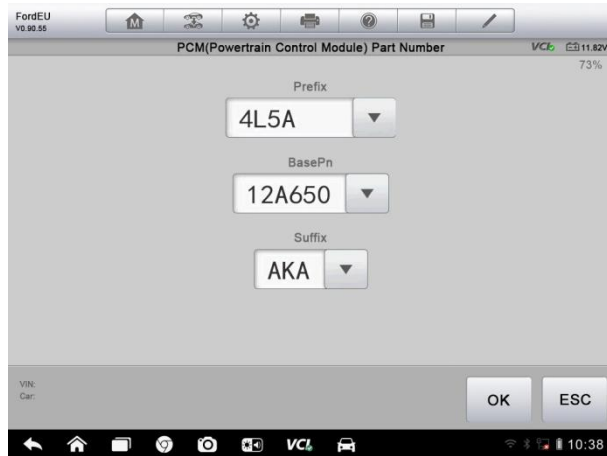 FordEU
V0.90.55
M
PCM(Powertrain Control Module) Part Number
VCI
11.82V
73%
Prefix
4L5A
BasePn
12A650
Suffix
AKA
VIN:
Car:
OK
ESC
VCI
10:38